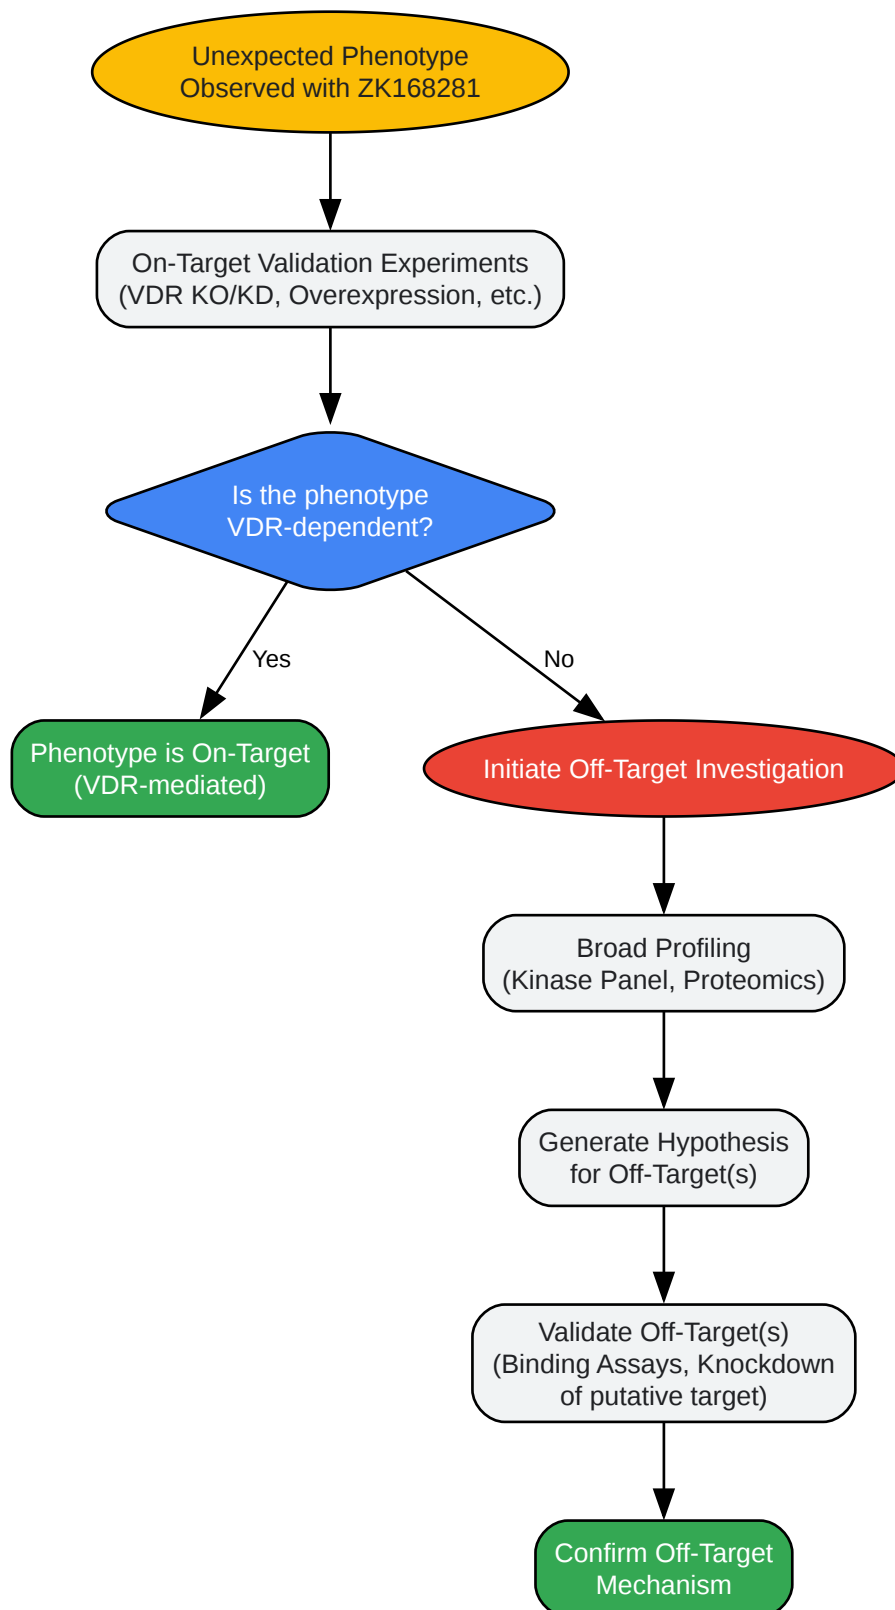 Unexpected Phenotype
Observed with ZK168281
On-Target Validation Experiments
(VDR KO/KD, Overexpression, etc.)
Is the phenotype
VDR-dependent?
Yes
No
Phenotype is On-Target
(VDR-mediated)
Initiate Off-Target Investigation
Broad Profiling
(Kinase Panel, Proteomics)
Generate Hypothesis
for Off-Target(s)
Validate Off-Target(s)
(Binding Assays, Knockdown
of putative target)
Confirm Off-Target
Mechanism